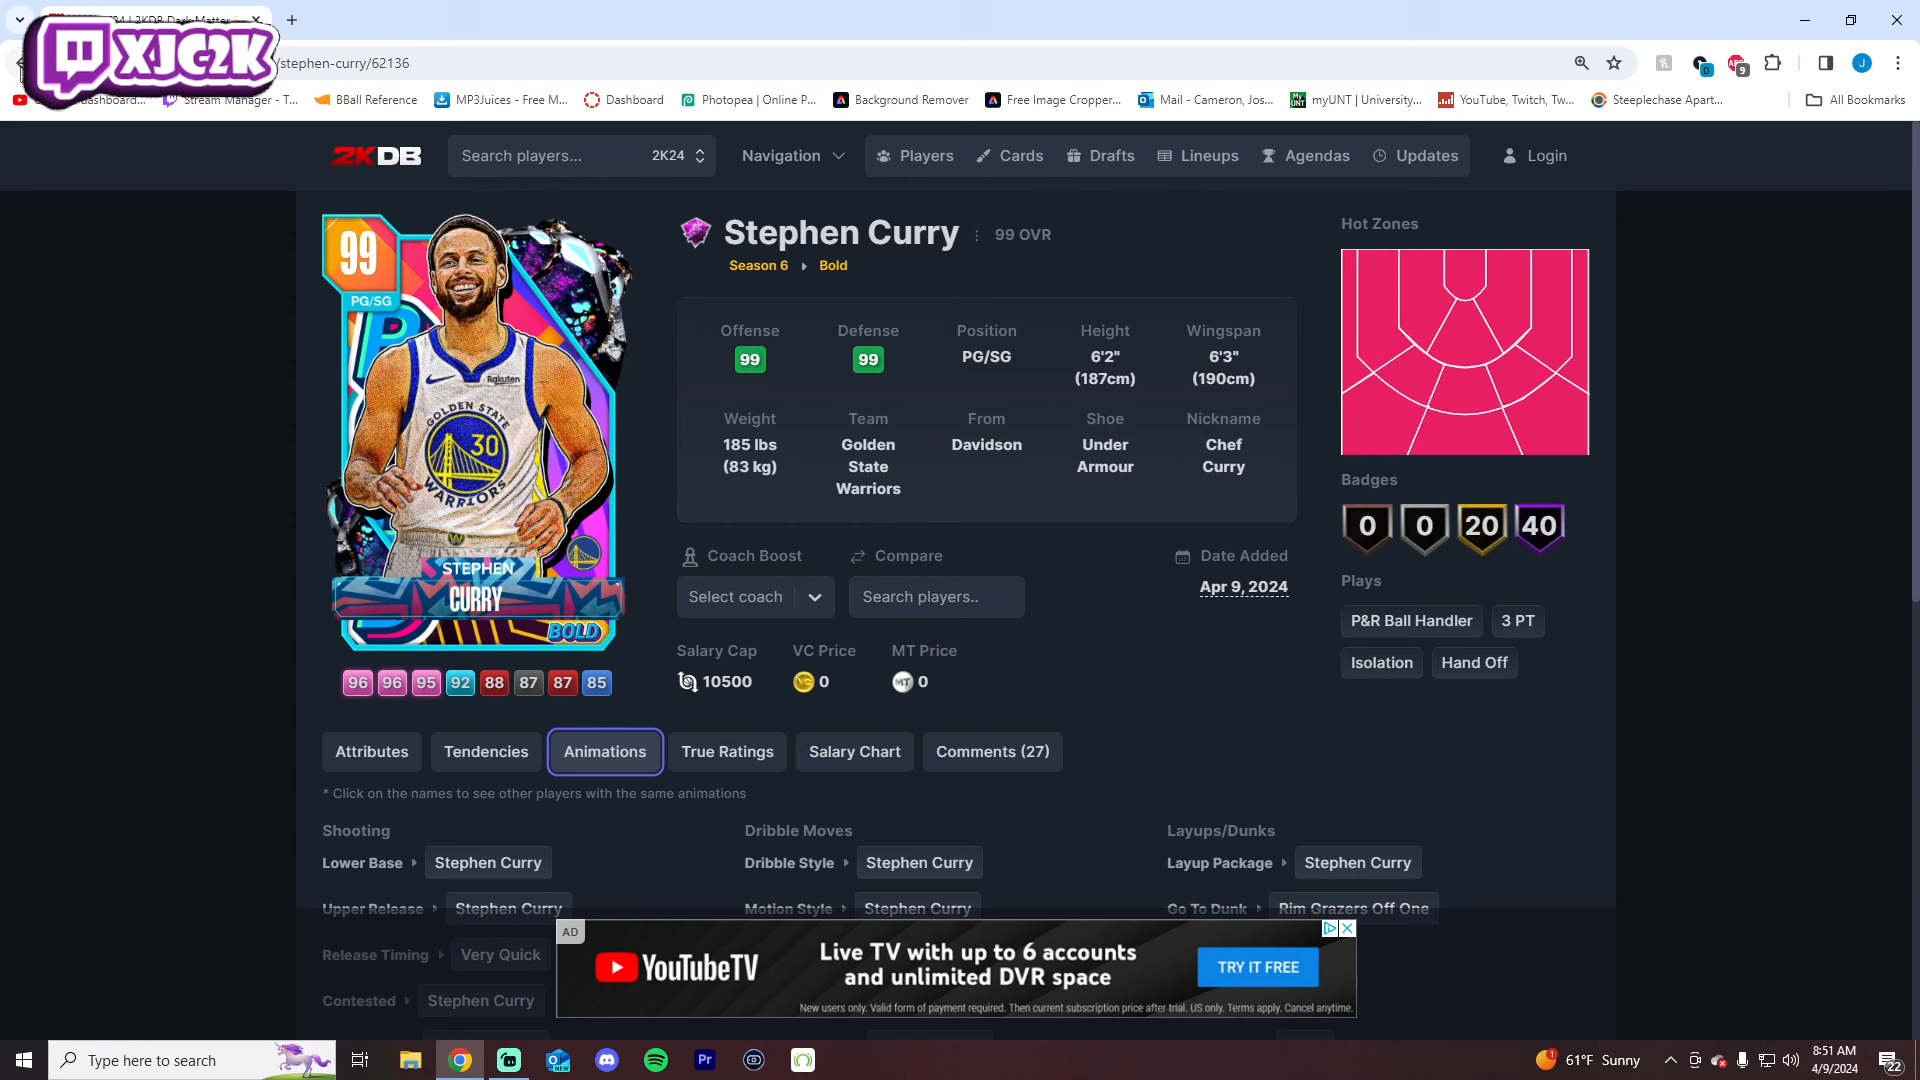 XJC2K
/stephen-curry/62136
D
9
J
Stream Manager - T...
BBall Reference
MP3Juices - Free M...
Dashboard
Photopea | Online P...
Background Remover
Free Image Cropper...
Mail - Cameron, Jos...
myUNT | University...
YouTube, Twitch, Tw...
Steeplechase Apart...
All Bookmarks
2KDB
Search players...
2K24
Navigation
Players
Cards
Drafts
Lineups
Agendas
Updates
Login
99
PG/SG
Rakuten
GOLDEN STATE
30
WARRIORS
STEPHEN
CURRY
BOLD
96 96 95 92 88 87 87 85
Stephen Curry
99 OVR
Season 6
Bold
Offense
Defense
Position
Height
Wingspan
99
99
PG/SG
6'2"
(187cm)
6'3"
(190cm)
Weight
Team
From
Shoe
Nickname
185 lbs
(83 kg)
Golden
State
Warriors
Davidson
Under
Armour
Chef
Curry
Coach Boost
Compare
Date Added
Select coach
Search players..
Apr 9, 2024
Salary Cap
VC Price
MT Price
10500
VC 0
MT 0
Hot Zones
Badges
0
0
20
40
Plays
P&R Ball Handler
3 PT
Isolation
Hand Off
Attributes
Tendencies
Animations
True Ratings
Salary Chart
Comments (27)
* Click on the names to see other players with the same animations
Shooting
Lower Base
Stephen Curry
Upper Release
Stephen Curry
Release Timing
Very Quick
Contested
Stephen Curry
Dribble Moves
Dribble Style
Stephen Curry
Motion Style
Stephen Curry
Layups/Dunks
Layup Package
Stephen Curry
Go To Dunk
Rim Grazers Off One
AD
YouTubeTV
Live TV with up to 6 accounts
and unlimited DVR space
TRY IT FREE
New users only. Valid form of payment required. Then current subscription price after trial. US only. Terms apply. Cancel anytime.
Type here to search
NEW
Pr
1
61°F Sunny
8:51 AM
4/9/2024
22